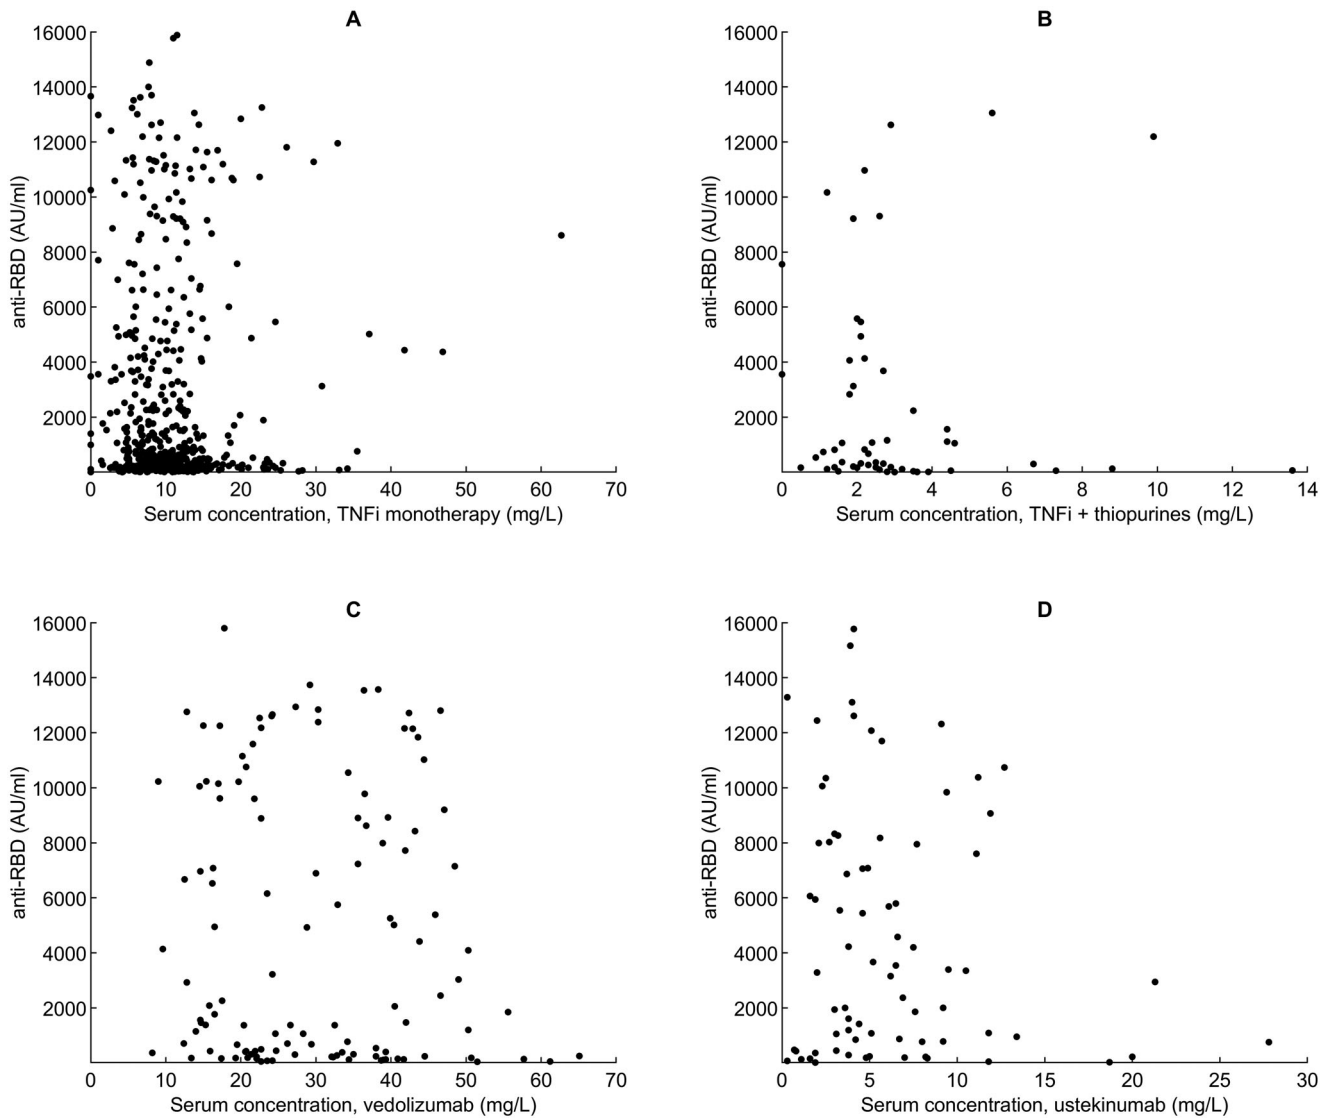 A
16000
14000
12000
10000
8000
6000
4000
2000
0 10 20 30 40 50 60 70
anti-RBD (AU/ml)
Serum concentration, TNFi monotherapy (mg/L)
B
16000
14000
12000
10000
8000
6000
4000
2000
0 2 4 6 8 10 12 14
anti-RBD (AU/ml)
Serum concentration, TNFi + thiopurines (mg/L)
C
16000
14000
12000
10000
8000
6000
4000
2000
0 10 20 30 40 50 60 70
anti-RBD (AU/ml)
Serum concentration, vedolizumab (mg/L)
D
16000
14000
12000
10000
8000
6000
4000
2000
0 5 10 15 20 25 30
anti-RBD (AU/ml)
Serum concentration, ustekinumab (mg/L)